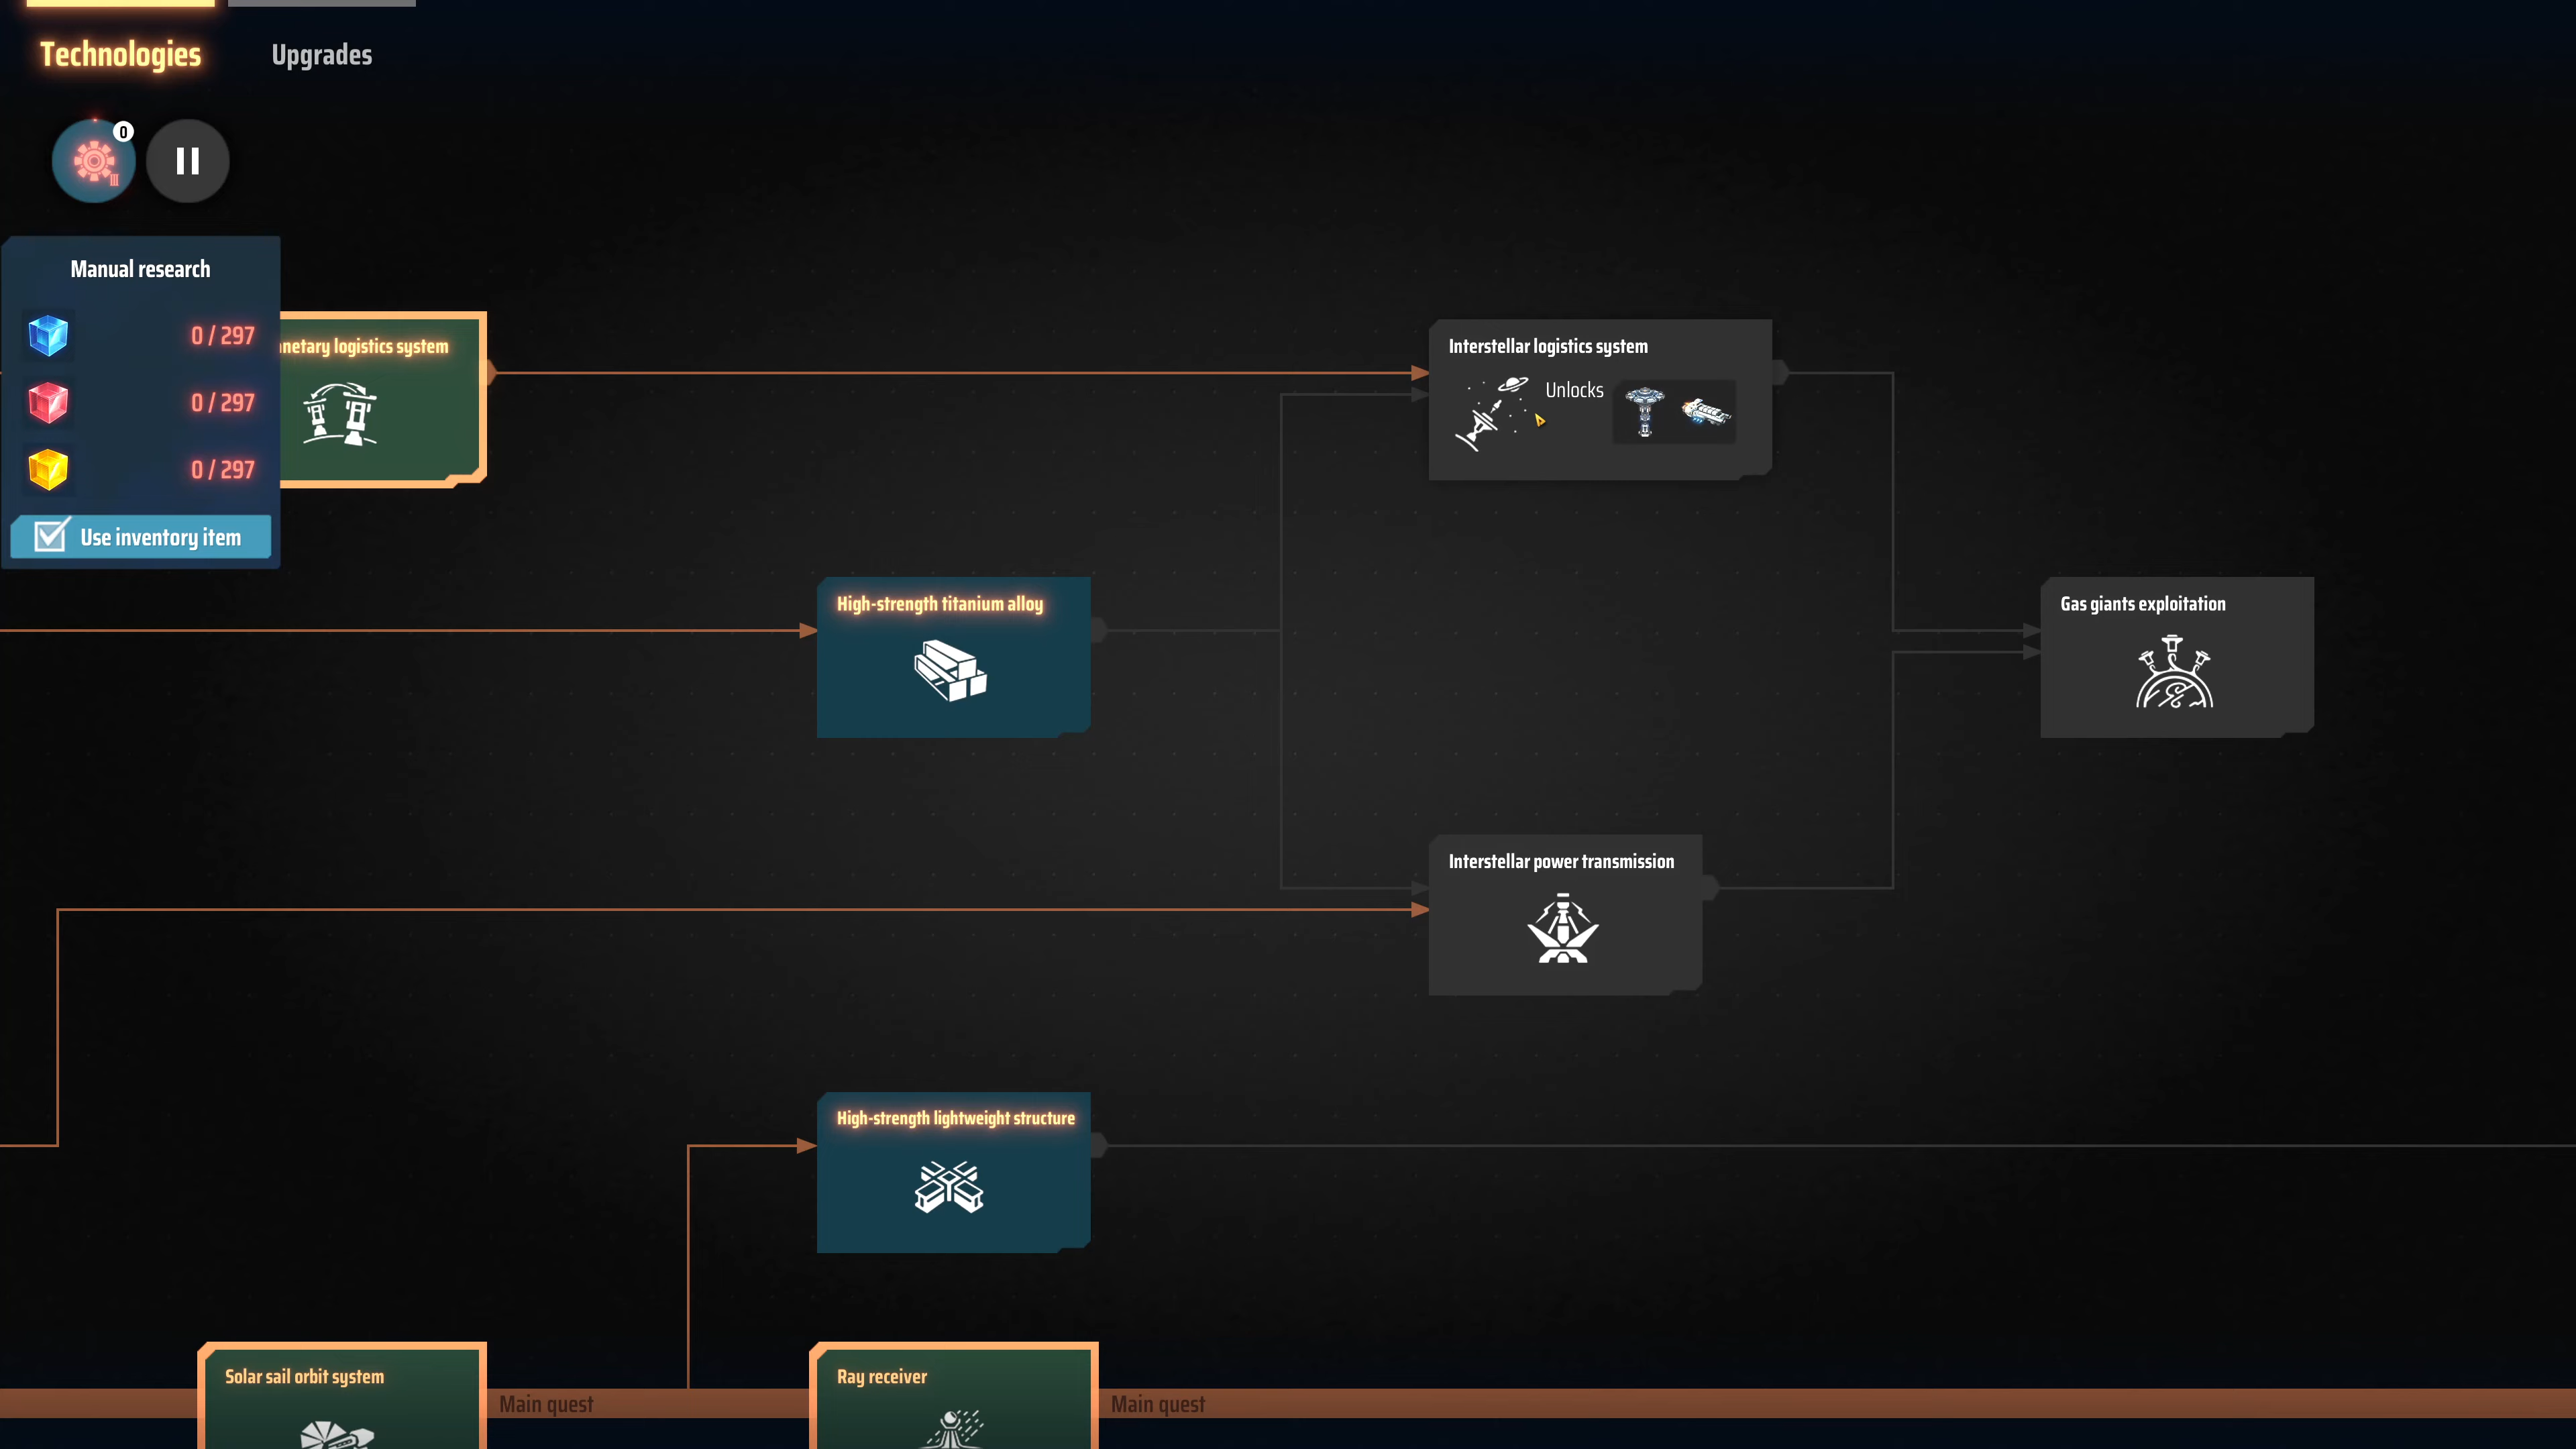 Technologies
Upgrades
0
III
Manual research
0 / 297
0 / 297
0 / 297
Use inventory item
netary logistics system
Interstellar logistics system
Unlocks
High-strength titanium alloy
Gas giants exploitation
Interstellar power transmission
High-strength lightweight structure
Solar sail orbit system
Main quest
Ray receiver
Main quest